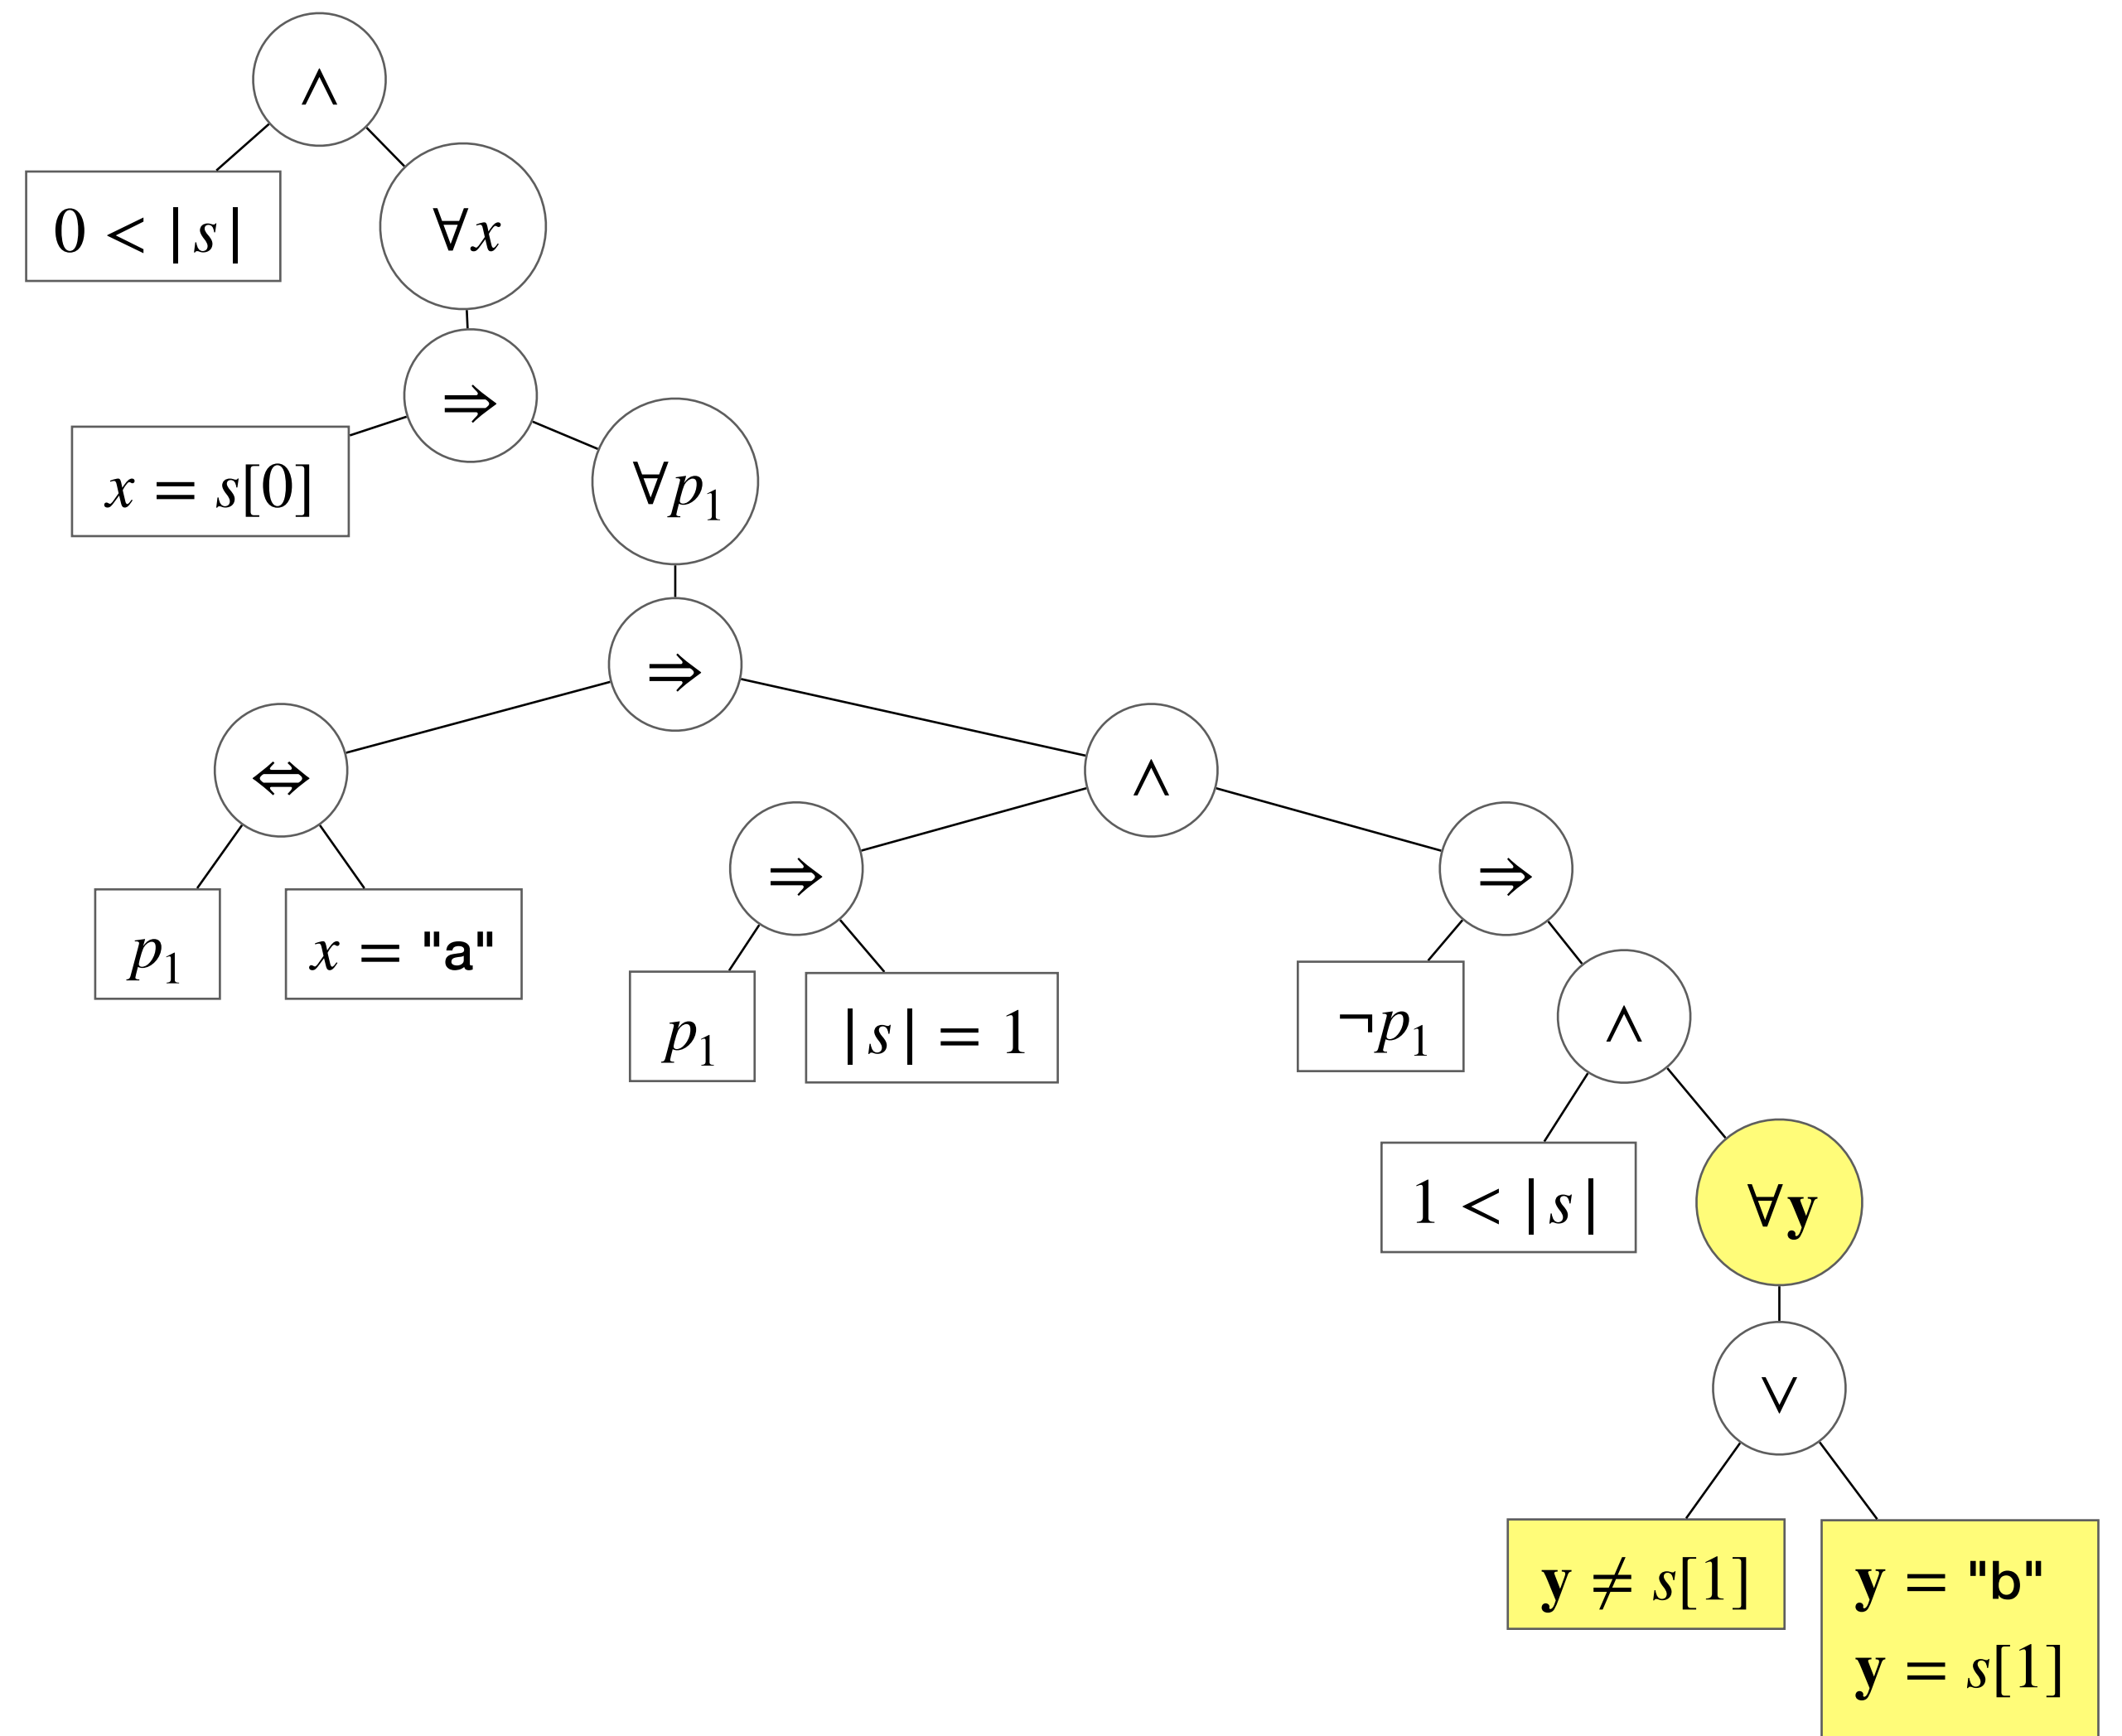 ∧
0 < |s|
∀x
⇒
x = s[0]
∀p₁
⇒
⇔
∧
p₁
x = "a"
⇒
⇒
p₁
|s| = 1
¬p₁
∧
1 < |s|
∀y
∨
y ≠ s[1]
y = "b"
y = s[1]